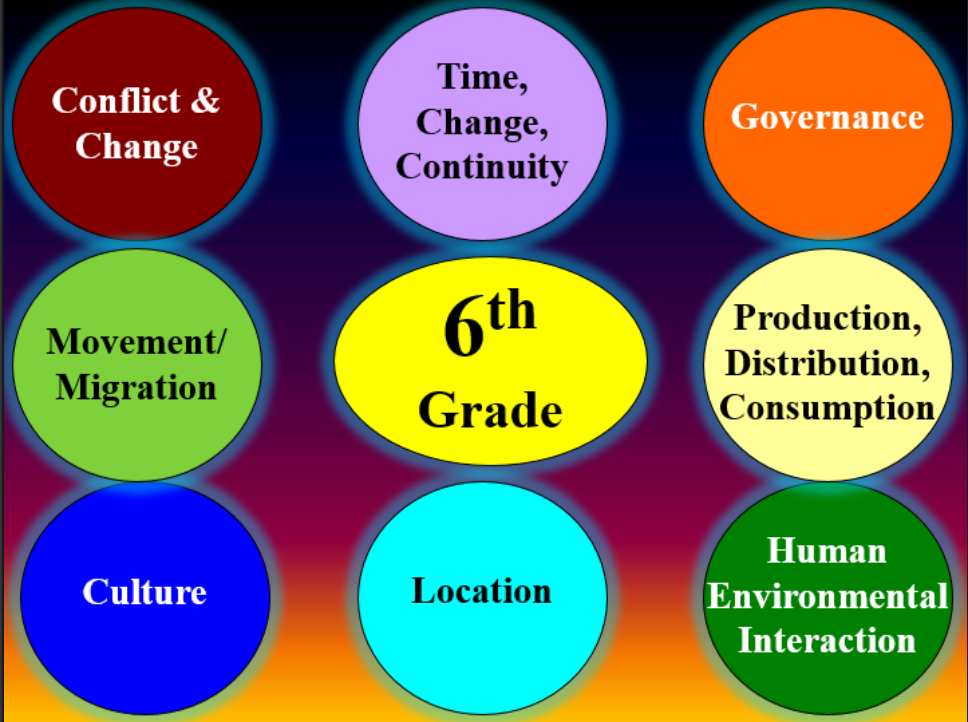 Conflict &
Change
Time,
Change,
Continuity
Governance
Movement/
Migration
6th
Grade
Production,
Distribution,
Consumption
Culture
Location
Human
Environmental
Interaction